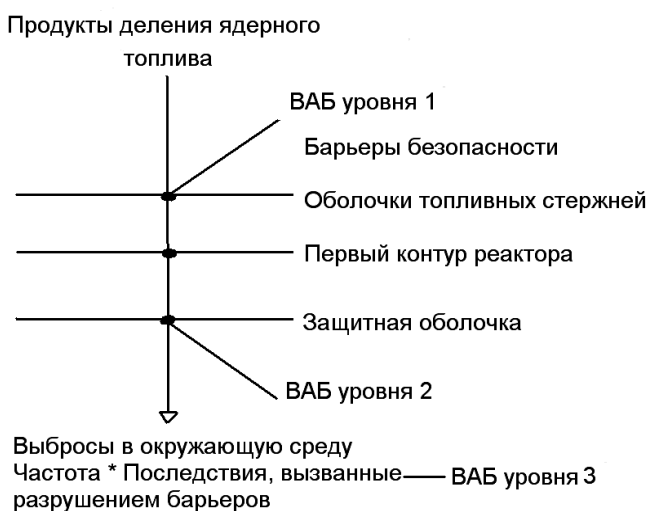 Продукты деления ядерного
топлива
ВАБ уровня 1
Барьеры безопасности
Оболочки топливных стержней
Первый контур реактора
Защитная оболочка
ВАБ уровня 2
Выбросы в окружающую среду
Частота * Последствия, вызванные ВАБ уровня 3
разрушением барьеров